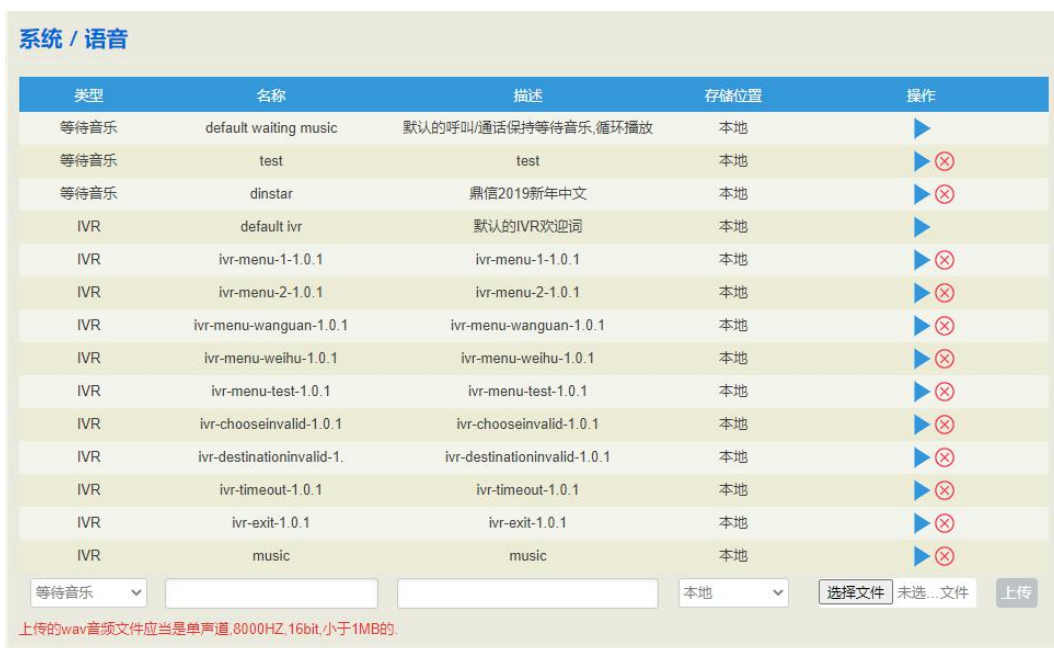 系统 / 语音
类型 名称 描述 存储位置 操作
等待音乐 default waiting music 默认的呼叫/通话保持等待音乐,循环播放 本地
等待音乐 test test 本地
等待音乐 dinstar 鼎信2019新年中文 本地
IVR default ivr 默认的IVR欢迎词 本地
IVR ivr-menu-1-1.0.1 ivr-menu-1-1.0.1 本地
IVR ivr-menu-2-1.0.1 ivr-menu-2-1.0.1 本地
IVR ivr-menu-wanguan-1.0.1 ivr-menu-wanguan-1.0.1 本地
IVR ivr-menu-weihu-1.0.1 ivr-menu-weihu-1.0.1 本地
IVR ivr-menu-test-1.0.1 ivr-menu-test-1.0.1 本地
IVR ivr-chooseinvalid-1.0.1 ivr-chooseinvalid-1.0.1 本地
IVR ivr-destinationinvalid-1. ivr-destinationinvalid-1.0.1 本地
IVR ivr-timeout-1.0.1 ivr-timeout-1.0.1 本地
IVR ivr-exit-1.0.1 ivr-exit-1.0.1 本地
IVR music music 本地
等待音乐 本地 选择文件 未选...文件 上传
上传的wav音频文件应当是单声道,8000HZ,16bit,小于1MB的.